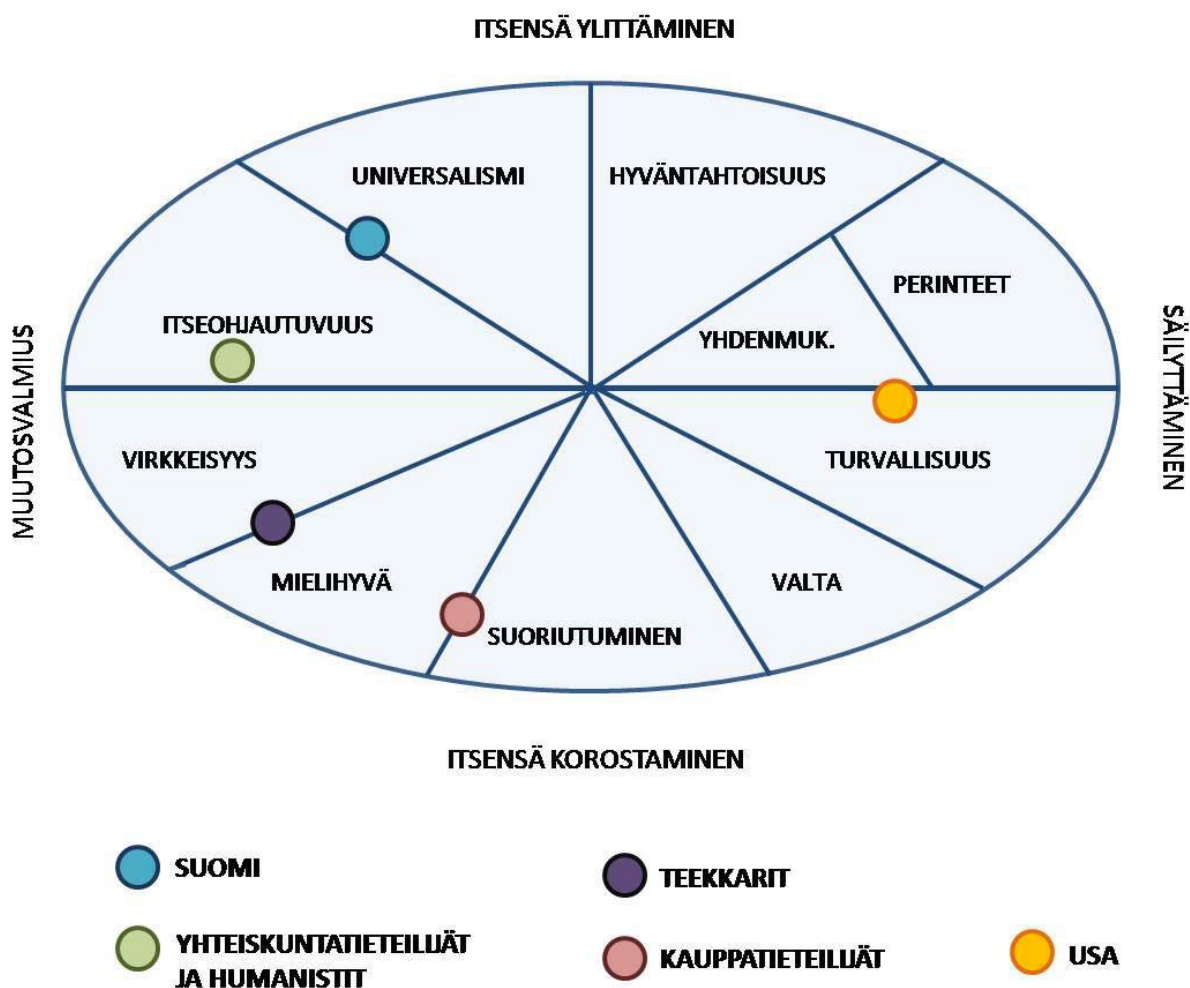 ITSENSÄ YLITTÄMINEN
UNIVERSALISMI
HYVÄNTAHTOISUUS
PERINTEET
ITSEOHJAUTUVUUS
YHDENMUK.
MUUTOSVALMIUS
SÄILYTTÄMINEN
VIRKKEISYYS
TURVALLISUUS
MIELIHYVÄ
VALTA
SUORIUTUMINEN
ITSENSÄ KOROSTAMINEN
SUOMI
TEEKKARIT
YHTEISKUNTATIETEILIJÄT
JA HUMANISTIT
KAUPPATIETEILIJÄT
USA